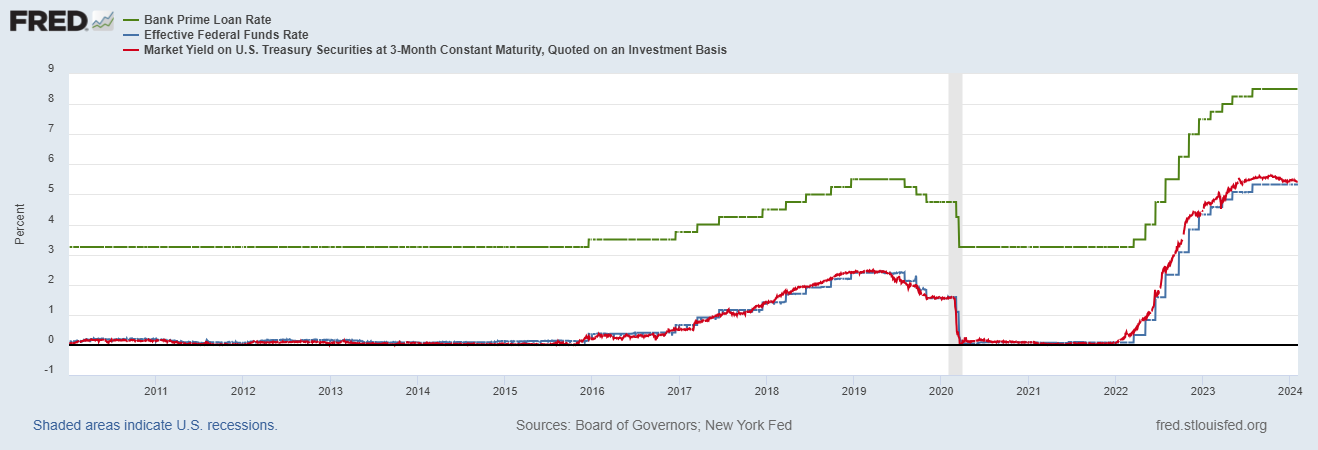 FRED
Bank Prime Loan Rate
Effective Federal Funds Rate
Market Yield on U.S. Treasury Securities at 3-Month Constant Maturity, Quoted on an Investment Basis
9
8
7
6
5
4
3
2
1
0
-1
Percent
2011 2012 2013 2014 2015 2016 2017 2018 2019 2020 2021 2022 2023 2024
Shaded areas indicate U.S. recessions. Sources: Board of Governors; New York Fed fred.stlouisfed.org